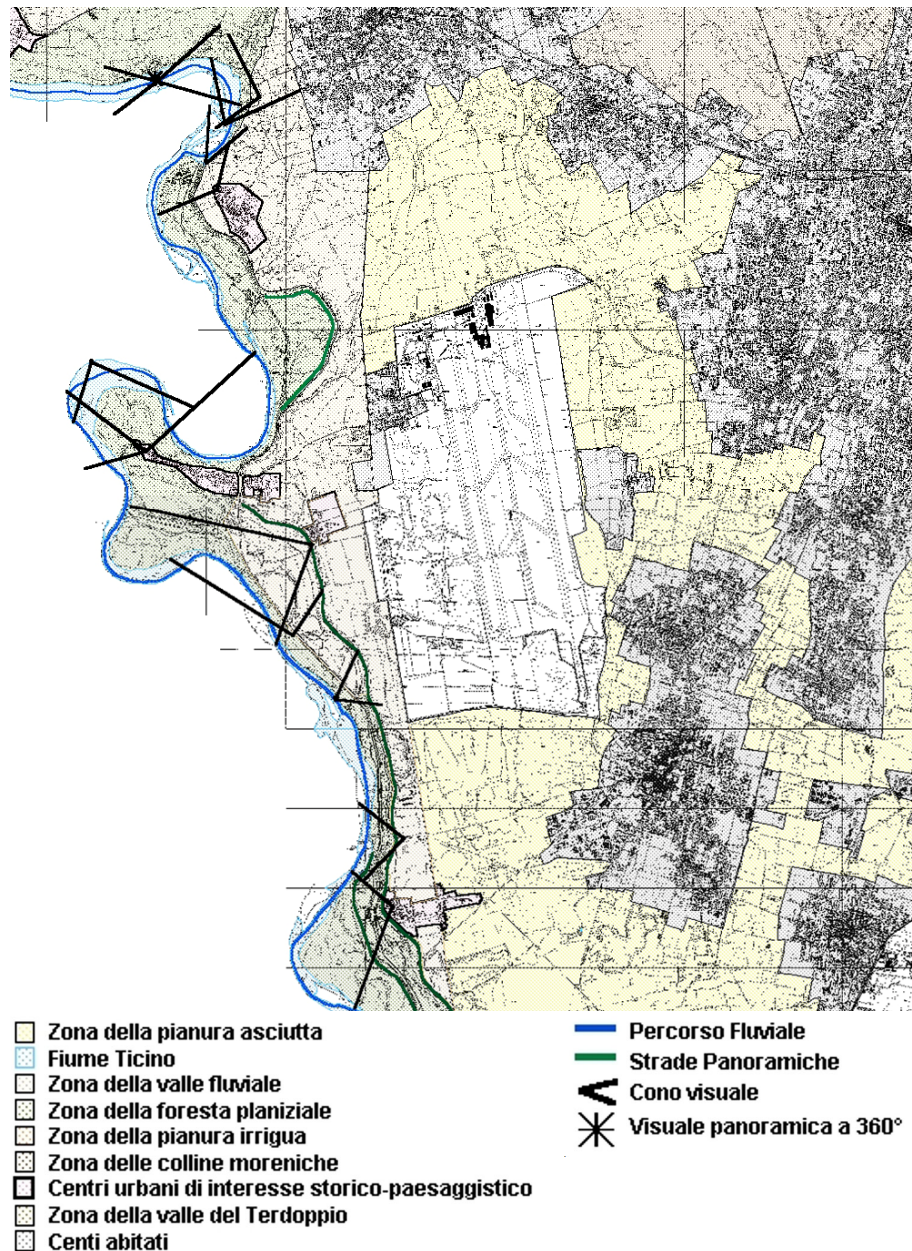 Zona della pianura asciutta
Fiume Ticino
Zona della valle fluviale
Zona della foresta planiziale
Zona della pianura irrigua
Zona delle colline moreniche
Centri urbani di interesse storico-paesaggistico
Zona della valle del Terdoppio
Centi abitati
Percorso Fluviale
Strade Panoramiche
Cono visuale
Visuale panoramica a 360°